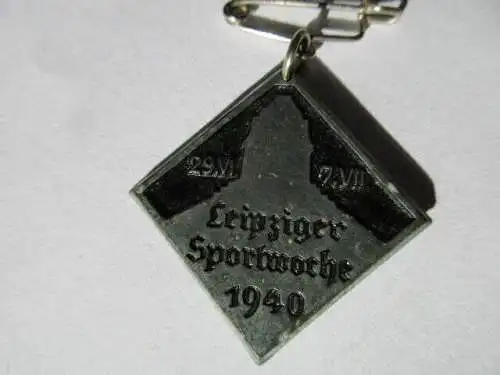 29.VI 7.VII
Leipziger
Sportwoche
1940